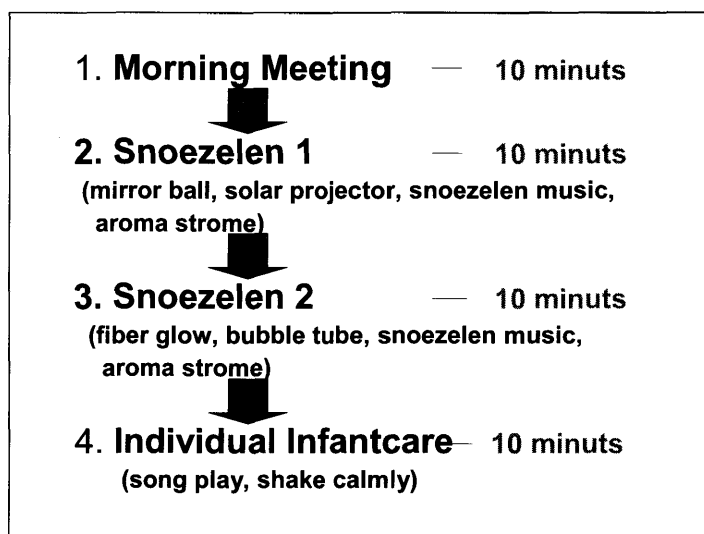 1. Morning Meeting — 10 minuts
2. Snoezelen 1 — 10 minuts
(mirror ball, solar projector, snoezelen music,
aroma strome)
3. Snoezelen 2 — 10 minuts
(fiber glow, bubble tube, snoezelen music,
aroma strome)
4. Individual Infantcare — 10 minuts
(song play, shake calmly)